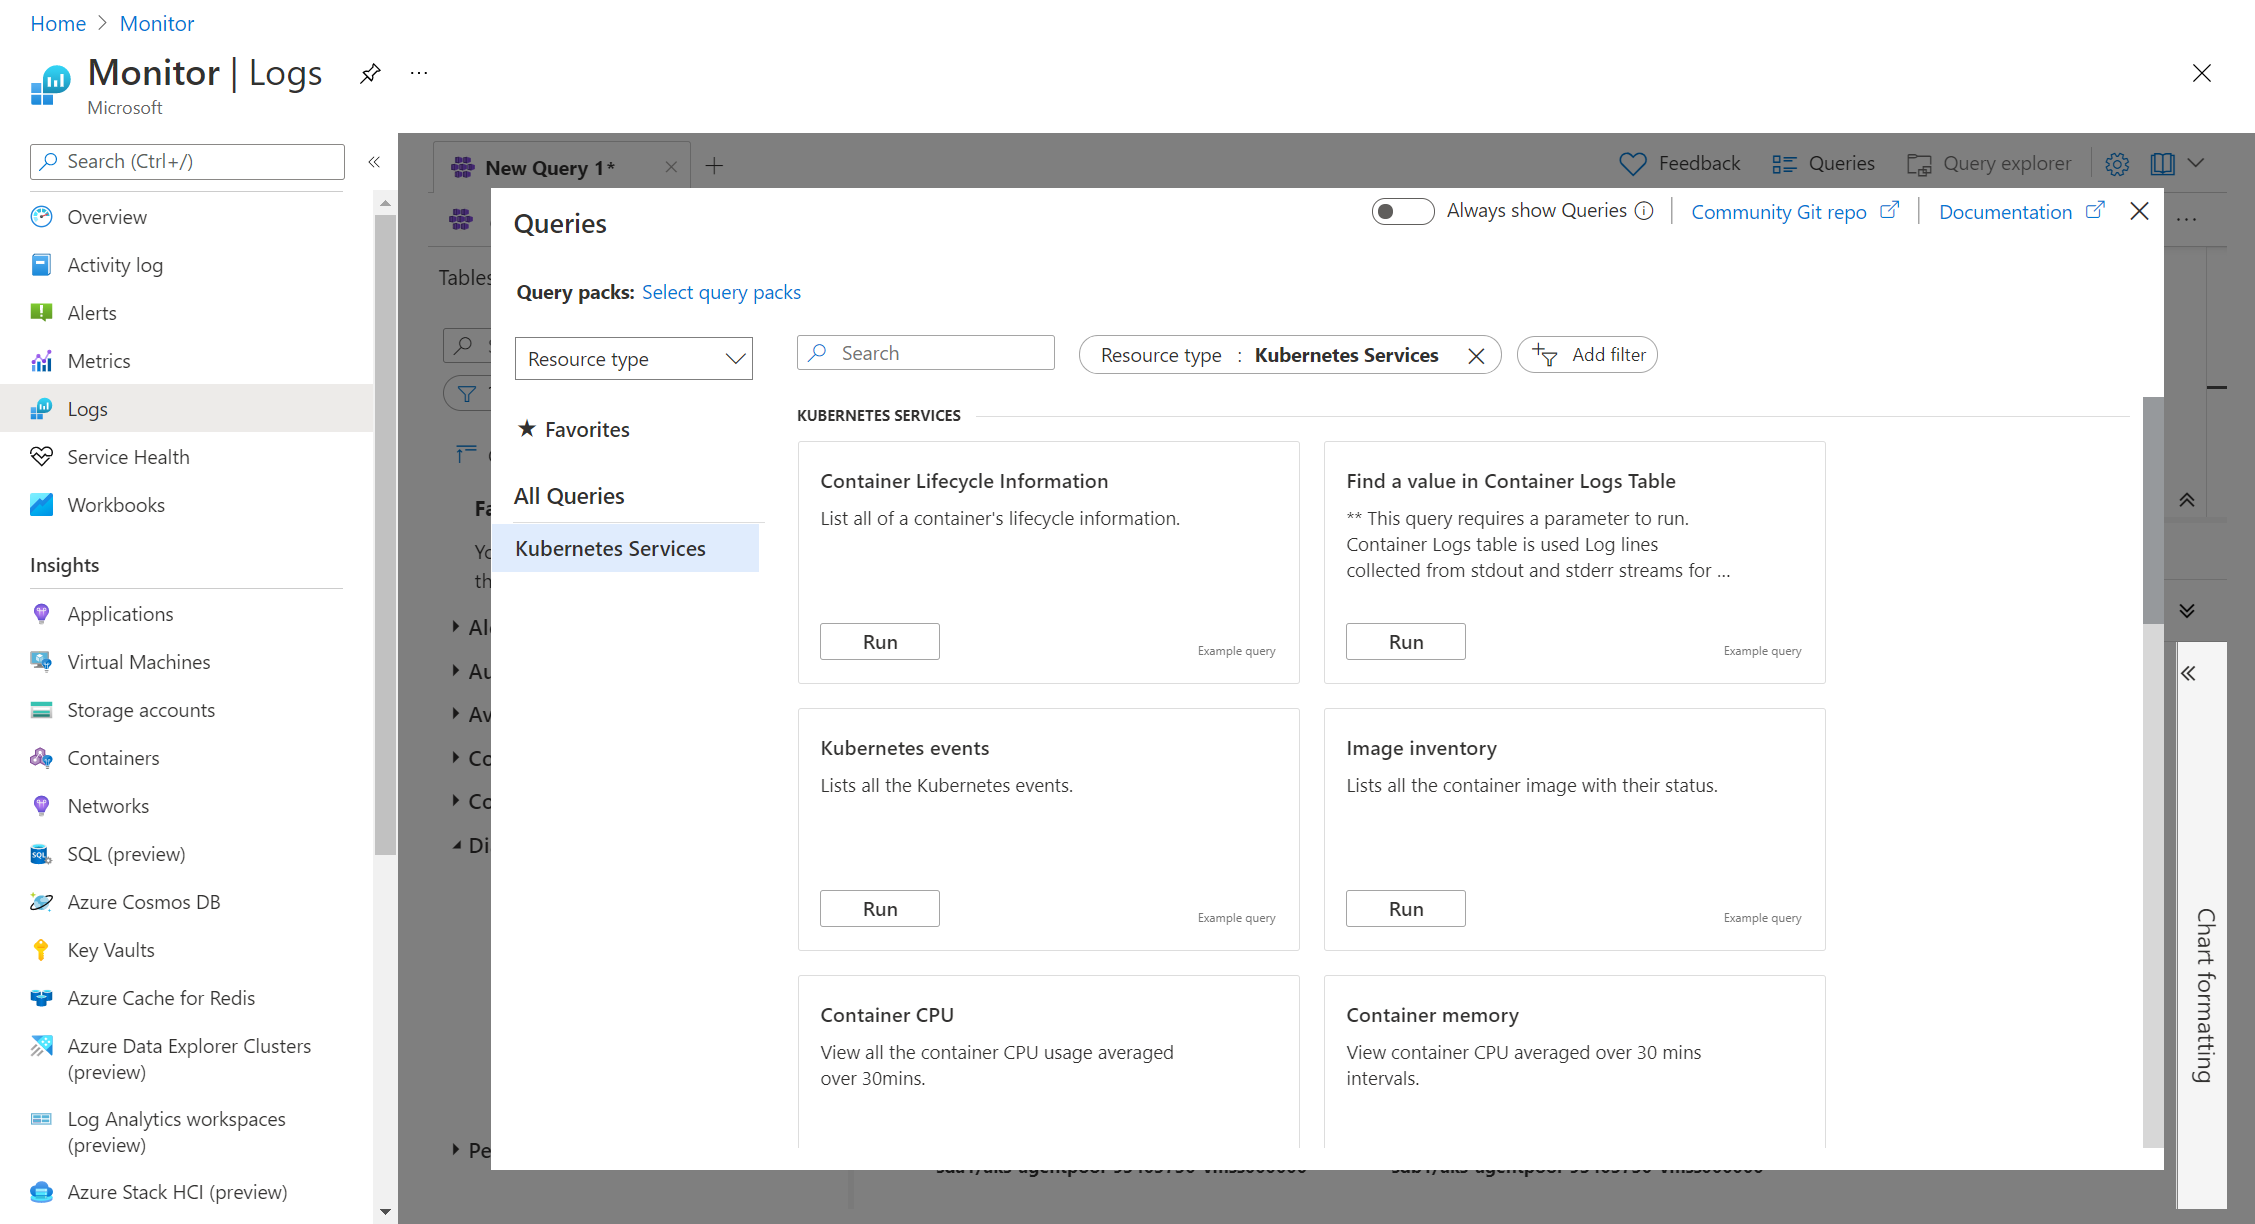 Home > Monitor
Monitor | Logs
...
Microsoft
Search (Ctrl+/)
«
Overview
Activity log
Alerts
Metrics
Logs
Service Health
Workbooks
Insights
Applications
Virtual Machines
Storage accounts
Containers
Networks
SQL (preview)
Azure Cosmos DB
Key Vaults
Azure Cache for Redis
Azure Data Explorer Clusters
(preview)
Log Analytics workspaces
(preview)
Azure Stack HCI (preview)
New Query 1*
Feedback
Queries
Query explorer
Tables
Queries
Always show Queries
Community Git repo
Documentation
Query packs: Select query packs
Resource type
Search
Resource type : Kubernetes Services
Add filter
★ Favorites
All Queries
Kubernetes Services
KUBERNETES SERVICES
Container Lifecycle Information
List all of a container's lifecycle information.
Run
Example query
Find a value in Container Logs Table
** This query requires a parameter to run.
Container Logs table is used Log lines
collected from stdout and stderr streams for ...
Run
Example query
Kubernetes events
Lists all the Kubernetes events.
Run
Example query
Image inventory
Lists all the container image with their status.
Run
Example query
Container CPU
View all the container CPU usage averaged
over 30mins.
Container memory
View container CPU averaged over 30 mins
intervals.
Chart formatting